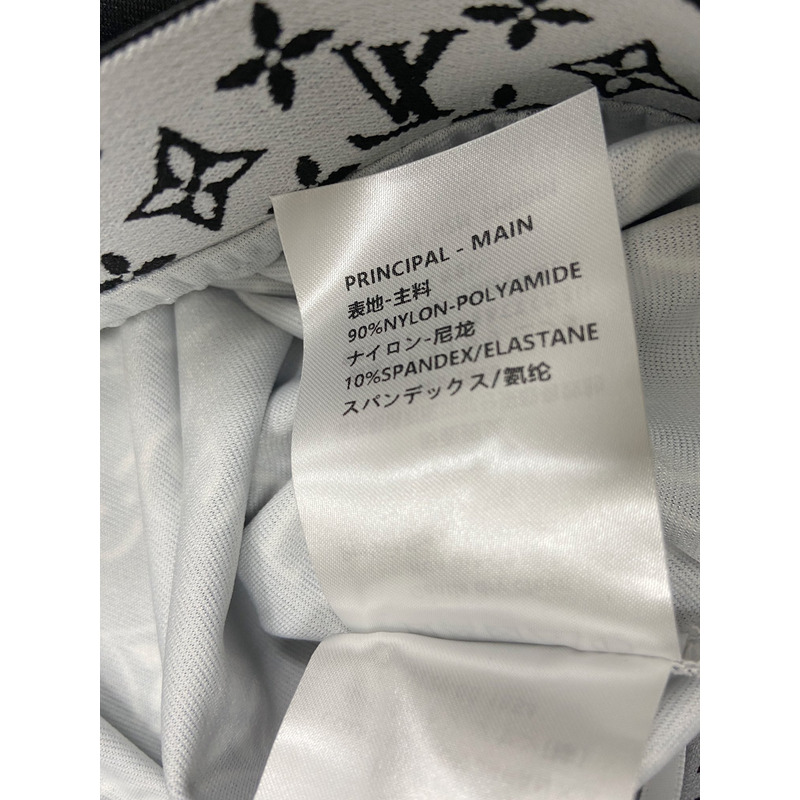 LV
PRINCIPAL - MAIN
表地-主料
90%NYLON-POLYAMIDE
ナイロン-尼龙
10%SPANDEX/ELASTANE
スパンデックス/氨纶